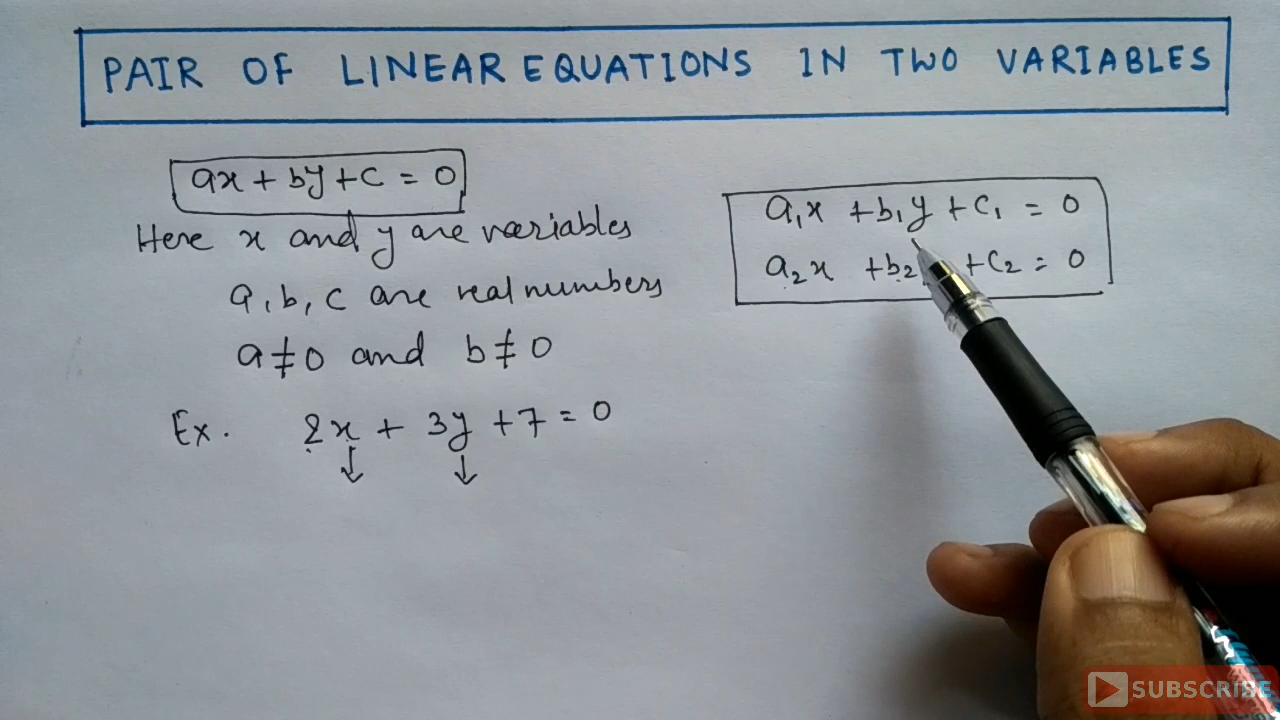 PAIR OF LINEAR EQUATIONS IN TWO VARIABLES
ax + by + c = 0
Here x and y are variables
a, b, c are real numbers
a ≠ 0 and b ≠ 0
Ex. 2x + 3y + 7 = 0
a₁x + b₁y + c₁ = 0
a₂x + b₂ + c₂ = 0
SUBSCRIBE